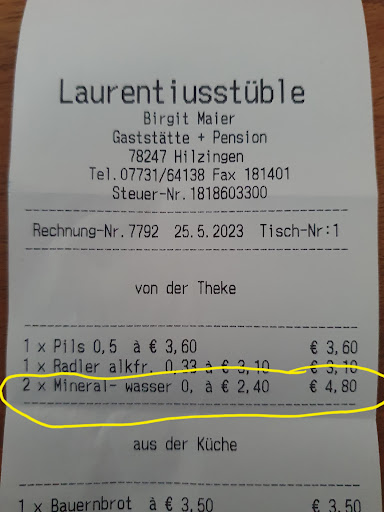 Laurentiusstüble
Birgit Maier
Gaststätte + Pension
78247 Hilzingen
Tel.07731/64138 Fax 181401
Steuer-Nr.1818603300
Rechnung-Nr.7792 25.5.2023 Tisch-Nr:1
von der Theke
1 x Pils 0,5 à € 3,60 € 3,60
1 x Radler alkfr. 0,33 à € 3,10 € 3,10
2 x Mineral- wasser 0, à € 2,40 € 4,80
aus der Küche
1 x Bauernbrot à € 3,50 € 3,50